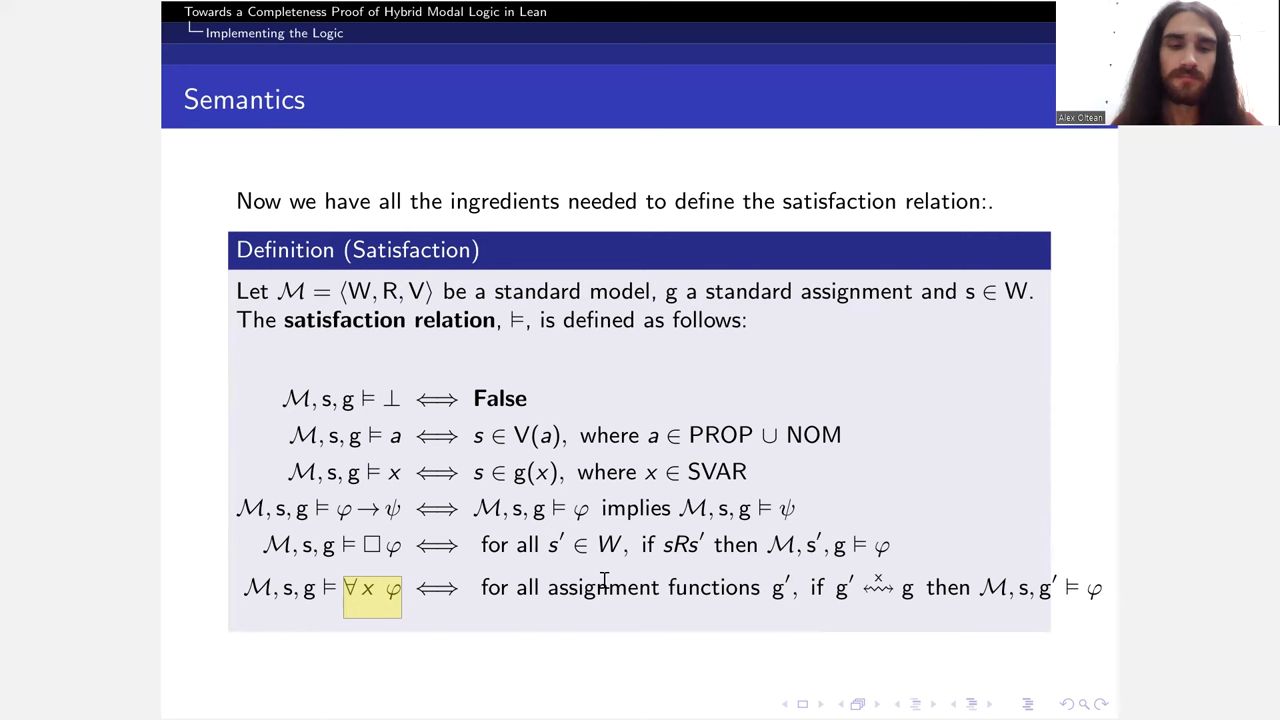 Towards a Completeness Proof of Hybrid Modal Logic in Lean
Implementing the Logic
Semantics
Alex Oltean
Now we have all the ingredients needed to define the satisfaction relation:.
Definition (Satisfaction)
Let ℳ = ⟨W, R, V⟩ be a standard model, g a standard assignment and s ∈ W.
The satisfaction relation, ⊨, is defined as follows:
ℳ, s, g ⊨ ⊥ ⟺ False
ℳ, s, g ⊨ a ⟺ s ∈ V(a), where a ∈ PROP ∪ NOM
ℳ, s, g ⊨ x ⟺ s ∈ g(x), where x ∈ SVAR
ℳ, s, g ⊨ φ → ψ ⟺ ℳ, s, g ⊨ φ implies ℳ, s, g ⊨ ψ
ℳ, s, g ⊨ □ φ ⟺ for all s′ ∈ W, if sRs′ then ℳ, s′, g ⊨ φ
ℳ, s, g ⊨ ∀ x φ ⟺ for all assignment functions g′, if g′ ↭ˣ g then ℳ, s, g′ ⊨ φ